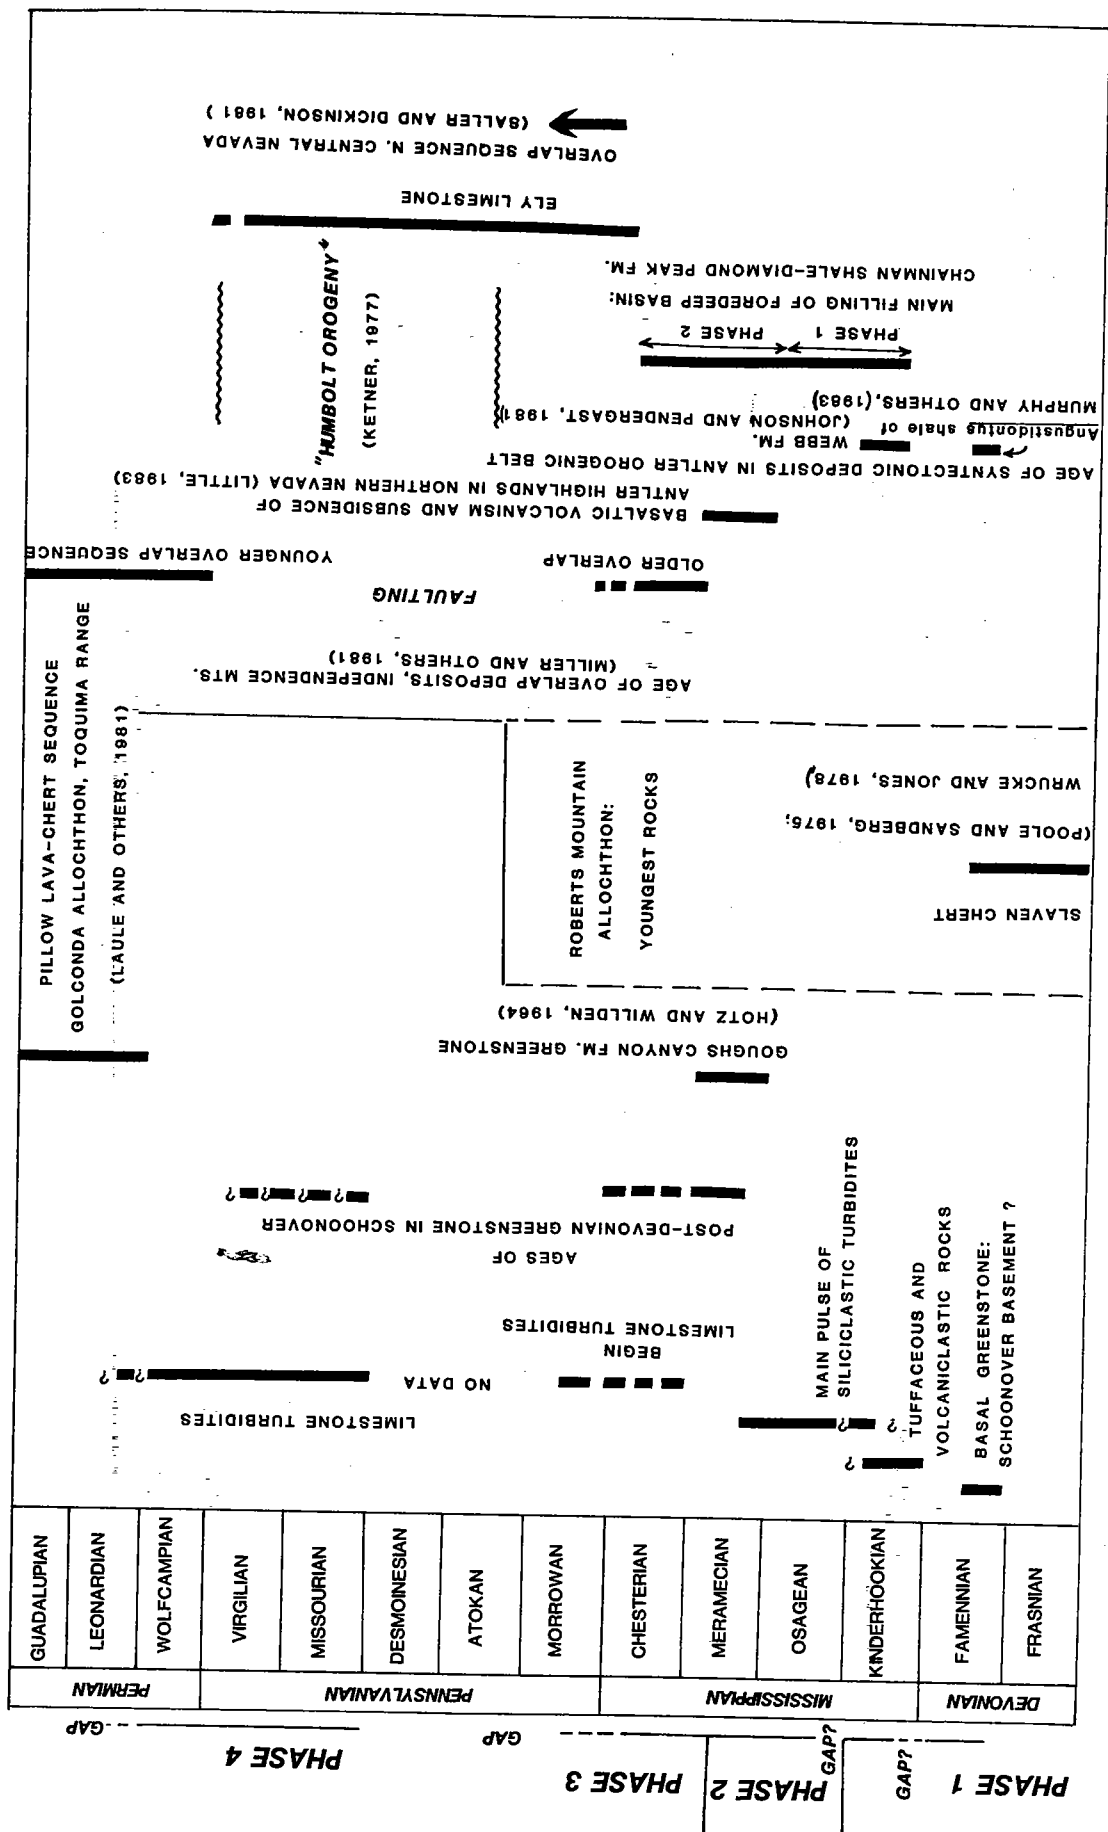 (SALLER AND DICKINSON, 1981 )
OVERLAP SEQUENCE N. CENTRAL NEVADA
ELY LIMESTONE
"HUMBOLT OROGENY"
(KETNER, 1977)
CHAINMAN SHALE-DIAMOND PEAK FM.
MAIN FILLING OF FOREDEEP BASIN:
PHASE 2
PHASE 1
MURPHY AND OTHERS, (1983)
Angustidontus shale of
(JOHNSON AND PENDERGAST, 1981)
WEBB FM.
AGE OF SYNTECTONIC DEPOSITS IN ANTLER OROGENIC BELT
ANTLER HIGHLANDS IN NORTHERN NEVADA (LITTLE, 1983)
BASALTIC VOLCANISM AND SUBSIDENCE OF
YOUNGER OVERLAP SEQUENCE
OLDER OVERLAP
FAULTING
(MILLER AND OTHERS, 1981)
AGE OF OVERLAP DEPOSITS, INDEPENDENCE MTS.
PILLOW LAVA-CHERT SEQUENCE
GOLCONDA ALLOCHTHON, TOQUIMA RANGE
(LAULE AND OTHERS, 1981)
ROBERTS MOUNTAIN
ALLOCHTHON:
YOUNGEST ROCKS
WRUCKE AND JONES, 1978)
(POOLE AND SANDBERG, 1975;
SLAVEN CHERT
(HOTZ AND WILLDEN, 1964)
GOUGHS CANYON FM. GREENSTONE
? ? ? ?
POST-DEVONIAN GREENSTONE IN SCHOONOVER
AGES OF
LIMESTONE TURBIDITES
BEGIN
NO DATA
? ?
LIMESTONE TURBIDITES
MAIN PULSE OF
SILICICLASTIC TURBIDITES
? ?
?
TUFFACEOUS AND
VOLCANICLASTIC ROCKS
BASAL GREENSTONE:
SCHOONOVER BASEMENT ?
GUADALUPIAN
LEONARDIAN
WOLFCAMPIAN
VIRGILIAN
MISSOURIAN
DESMOINESIAN
ATOKAN
MORROWAN
CHESTERIAN
MERAMECIAN
OSAGEAN
KINDERHOOKIAN
FAMENNIAN
FRASNIAN
PERMIAN
PENNSYLVANIAN
MISSISSIPPIAN
DEVONIAN
GAP
PHASE 4
GAP
PHASE 3
PHASE 2
GAP?
GAP?
PHASE 1